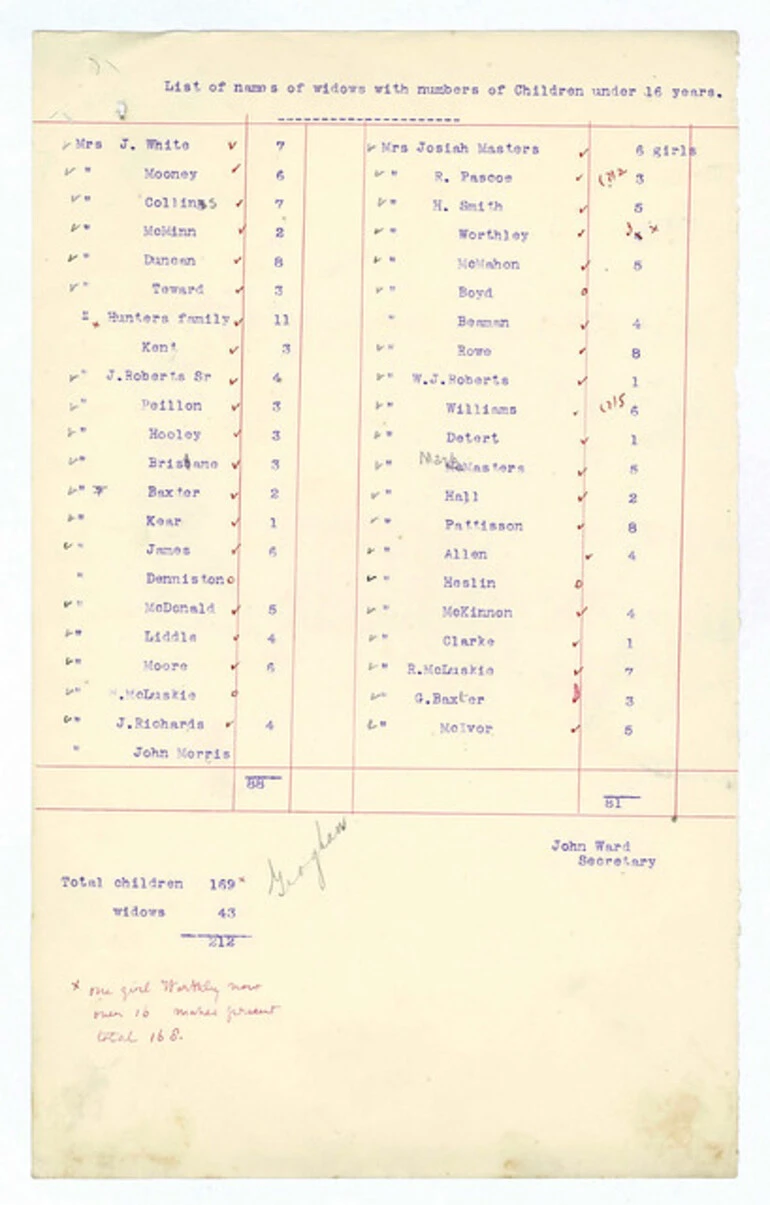 List of names of widows with numbers of Children under 16 years.
---------------------
✓ Mrs J. White ✓ 7
✓ " Mooney ✓ 6
✓ " Collins ✓ 7
✓ " McMinn ✓ 2
✓ " Duncan ✓ 8
✓ " Toward ✓ 3
" x Hunters family ✓ 11
Kent ✓ 3
✓ " J.Roberts Sr ✓ 4
✓ " Peillon ✓ 3
✓ " Hooley ✓ 3
✓ " Brisbane ✓ 3
✓ " Baxter ✓ 2
✓ " Kear ✓ 1
✓ " James ✓ 6
" Denniston o
✓ " McDonald ✓ 5
✓ " Liddle ✓ 4
✓ " Moore ✓ 6
✓ " .McLuskie o
✓ " J.Richards ✓ 4
" John Morris
88
✓ Mrs Josiah Masters ✓ 6 girls
✓ " R. Pascoe ✓ 3
✓ " H. Smith ✓ 5
✓ " Worthley ✓ x
✓ " McMahon ✓ 5
✓ " Boyd o
" Beaman ✓ 4
✓ " Rowe ✓ 8
✓ " W.J.Roberts ✓ 1
✓ " Williams ✓ 6
✓ " Detert ✓ 1
✓ " Masters ✓ 5
✓ " Hall ✓ 2
✓ " Pattisson ✓ 8
✓ " Allen ✓ 4
✓ " Heslin o
✓ " McKinnon ✓ 4
✓ " Clarke ✓ 1
✓ " R.McLuskie ✓ 7
✓ " G.Baxter 3
✓ " McIvor ✓ 5
81
John Ward
Secretary
Total children 169 x
widows 43
212
Geoghan
x one girl Worthley now
over 16 makes present
total 168.